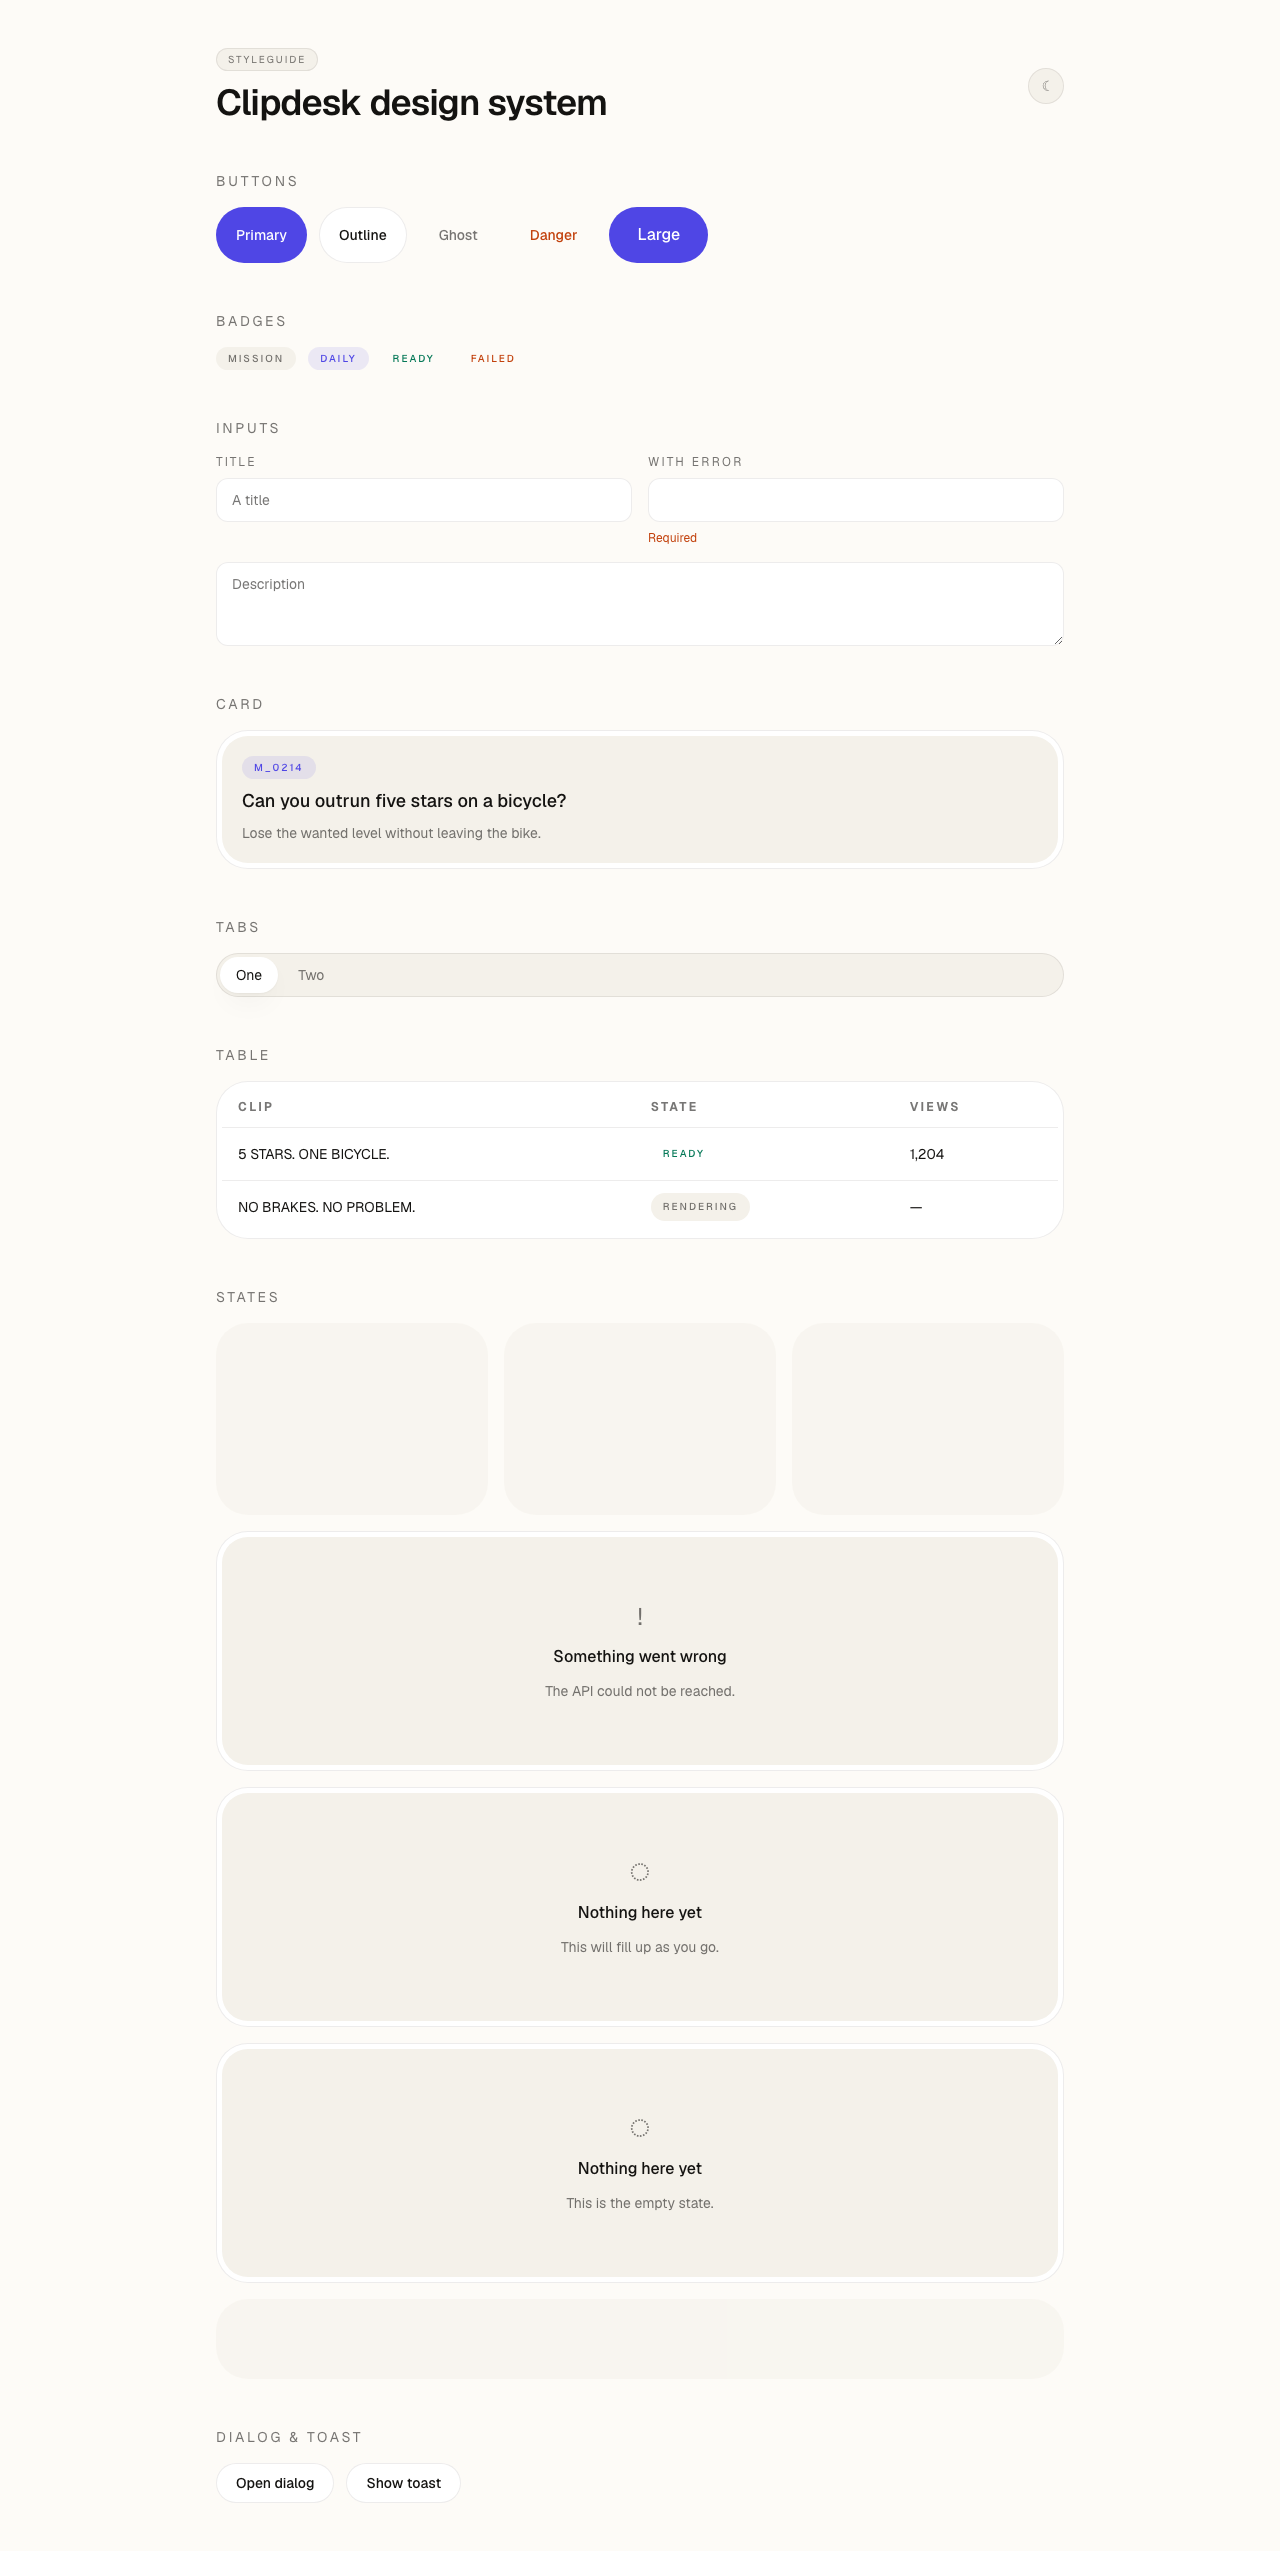 STYLEGUIDE
Clipdesk design system
BUTTONS
Primary
Outline
Ghost
Danger
Large
BADGES
MISSION
DAILY
READY
FAILED
INPUTS
TITLE
WITH ERROR
A title
Required
Description
CARD
M_0214
Can you outrun five stars on a bicycle?
Lose the wanted level without leaving the bike.
TABS
One
Two
TABLE
CLIP STATE VIEWS
5 STARS. ONE BICYCLE. READY 1,204
NO BRAKES. NO PROBLEM. RENDERING —
STATES
!
Something went wrong
The API could not be reached.
Nothing here yet
This will fill up as you go.
Nothing here yet
This is the empty state.
DIALOG & TOAST
Open dialog
Show toast